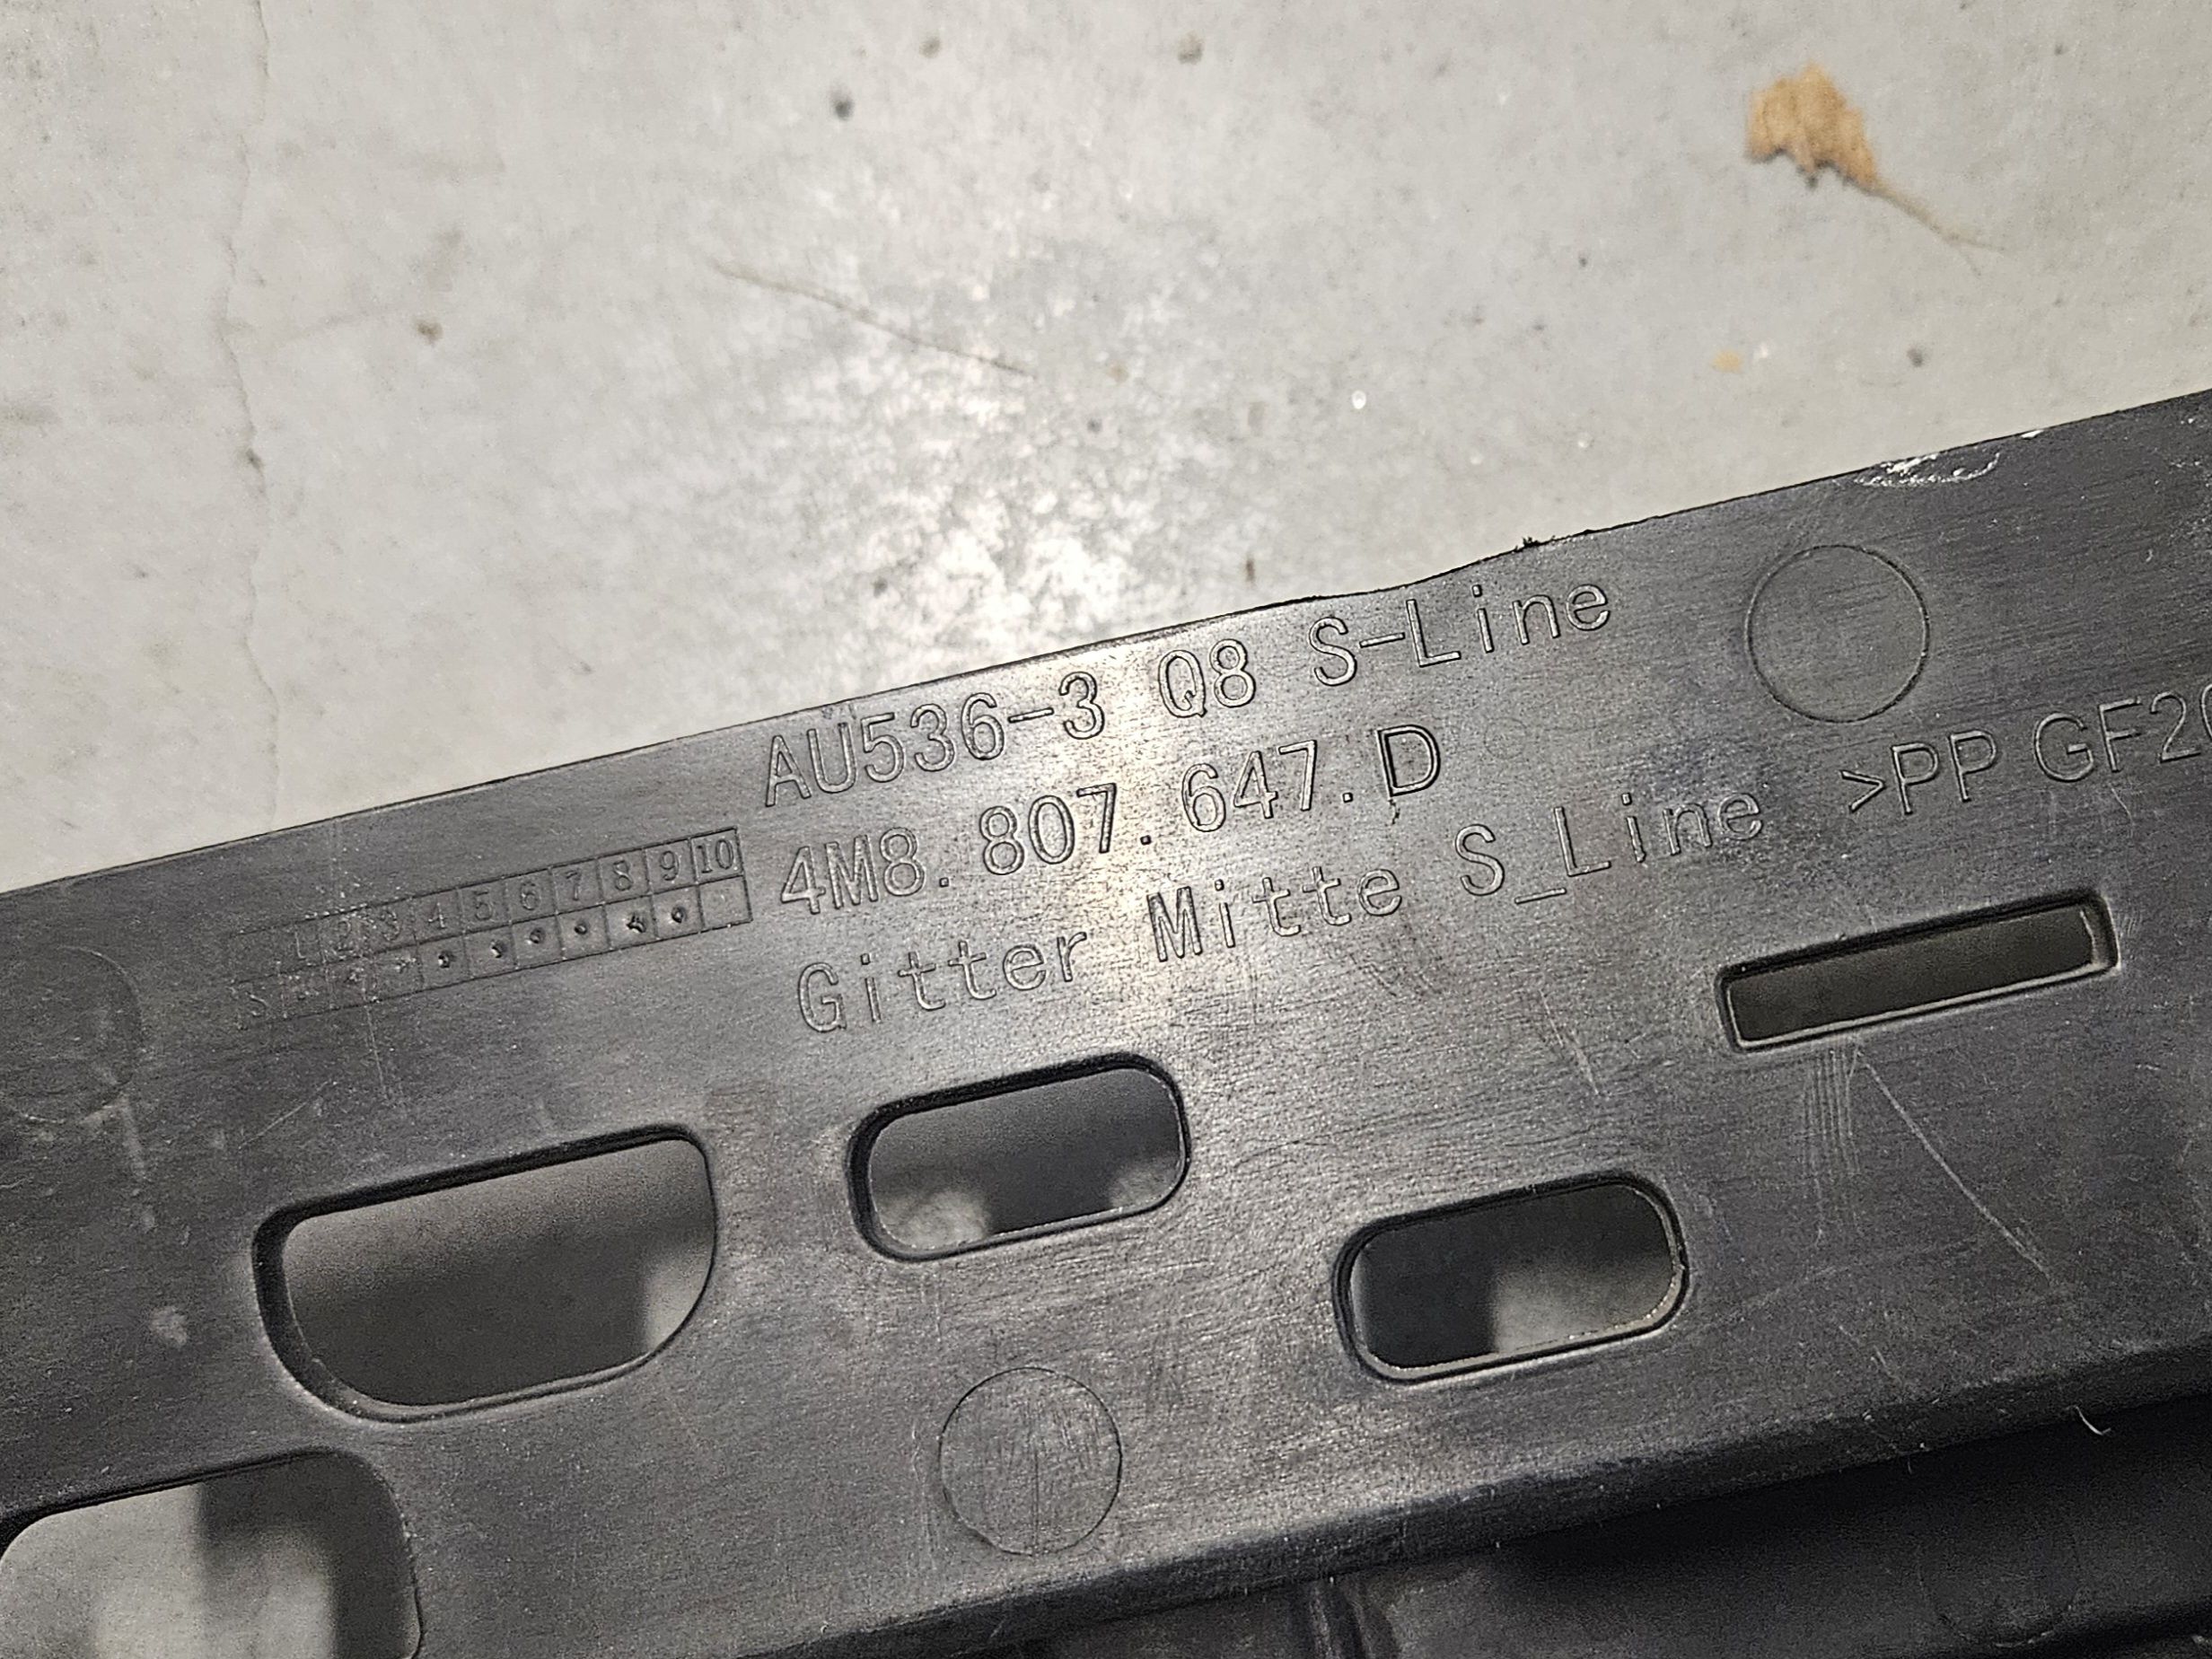 AU536-3 Q8 S-Line
4M8.807.647.D
Gitter Mitte S_Line
>PP GF20
1 2 3 4 5 6 7 8 9 10